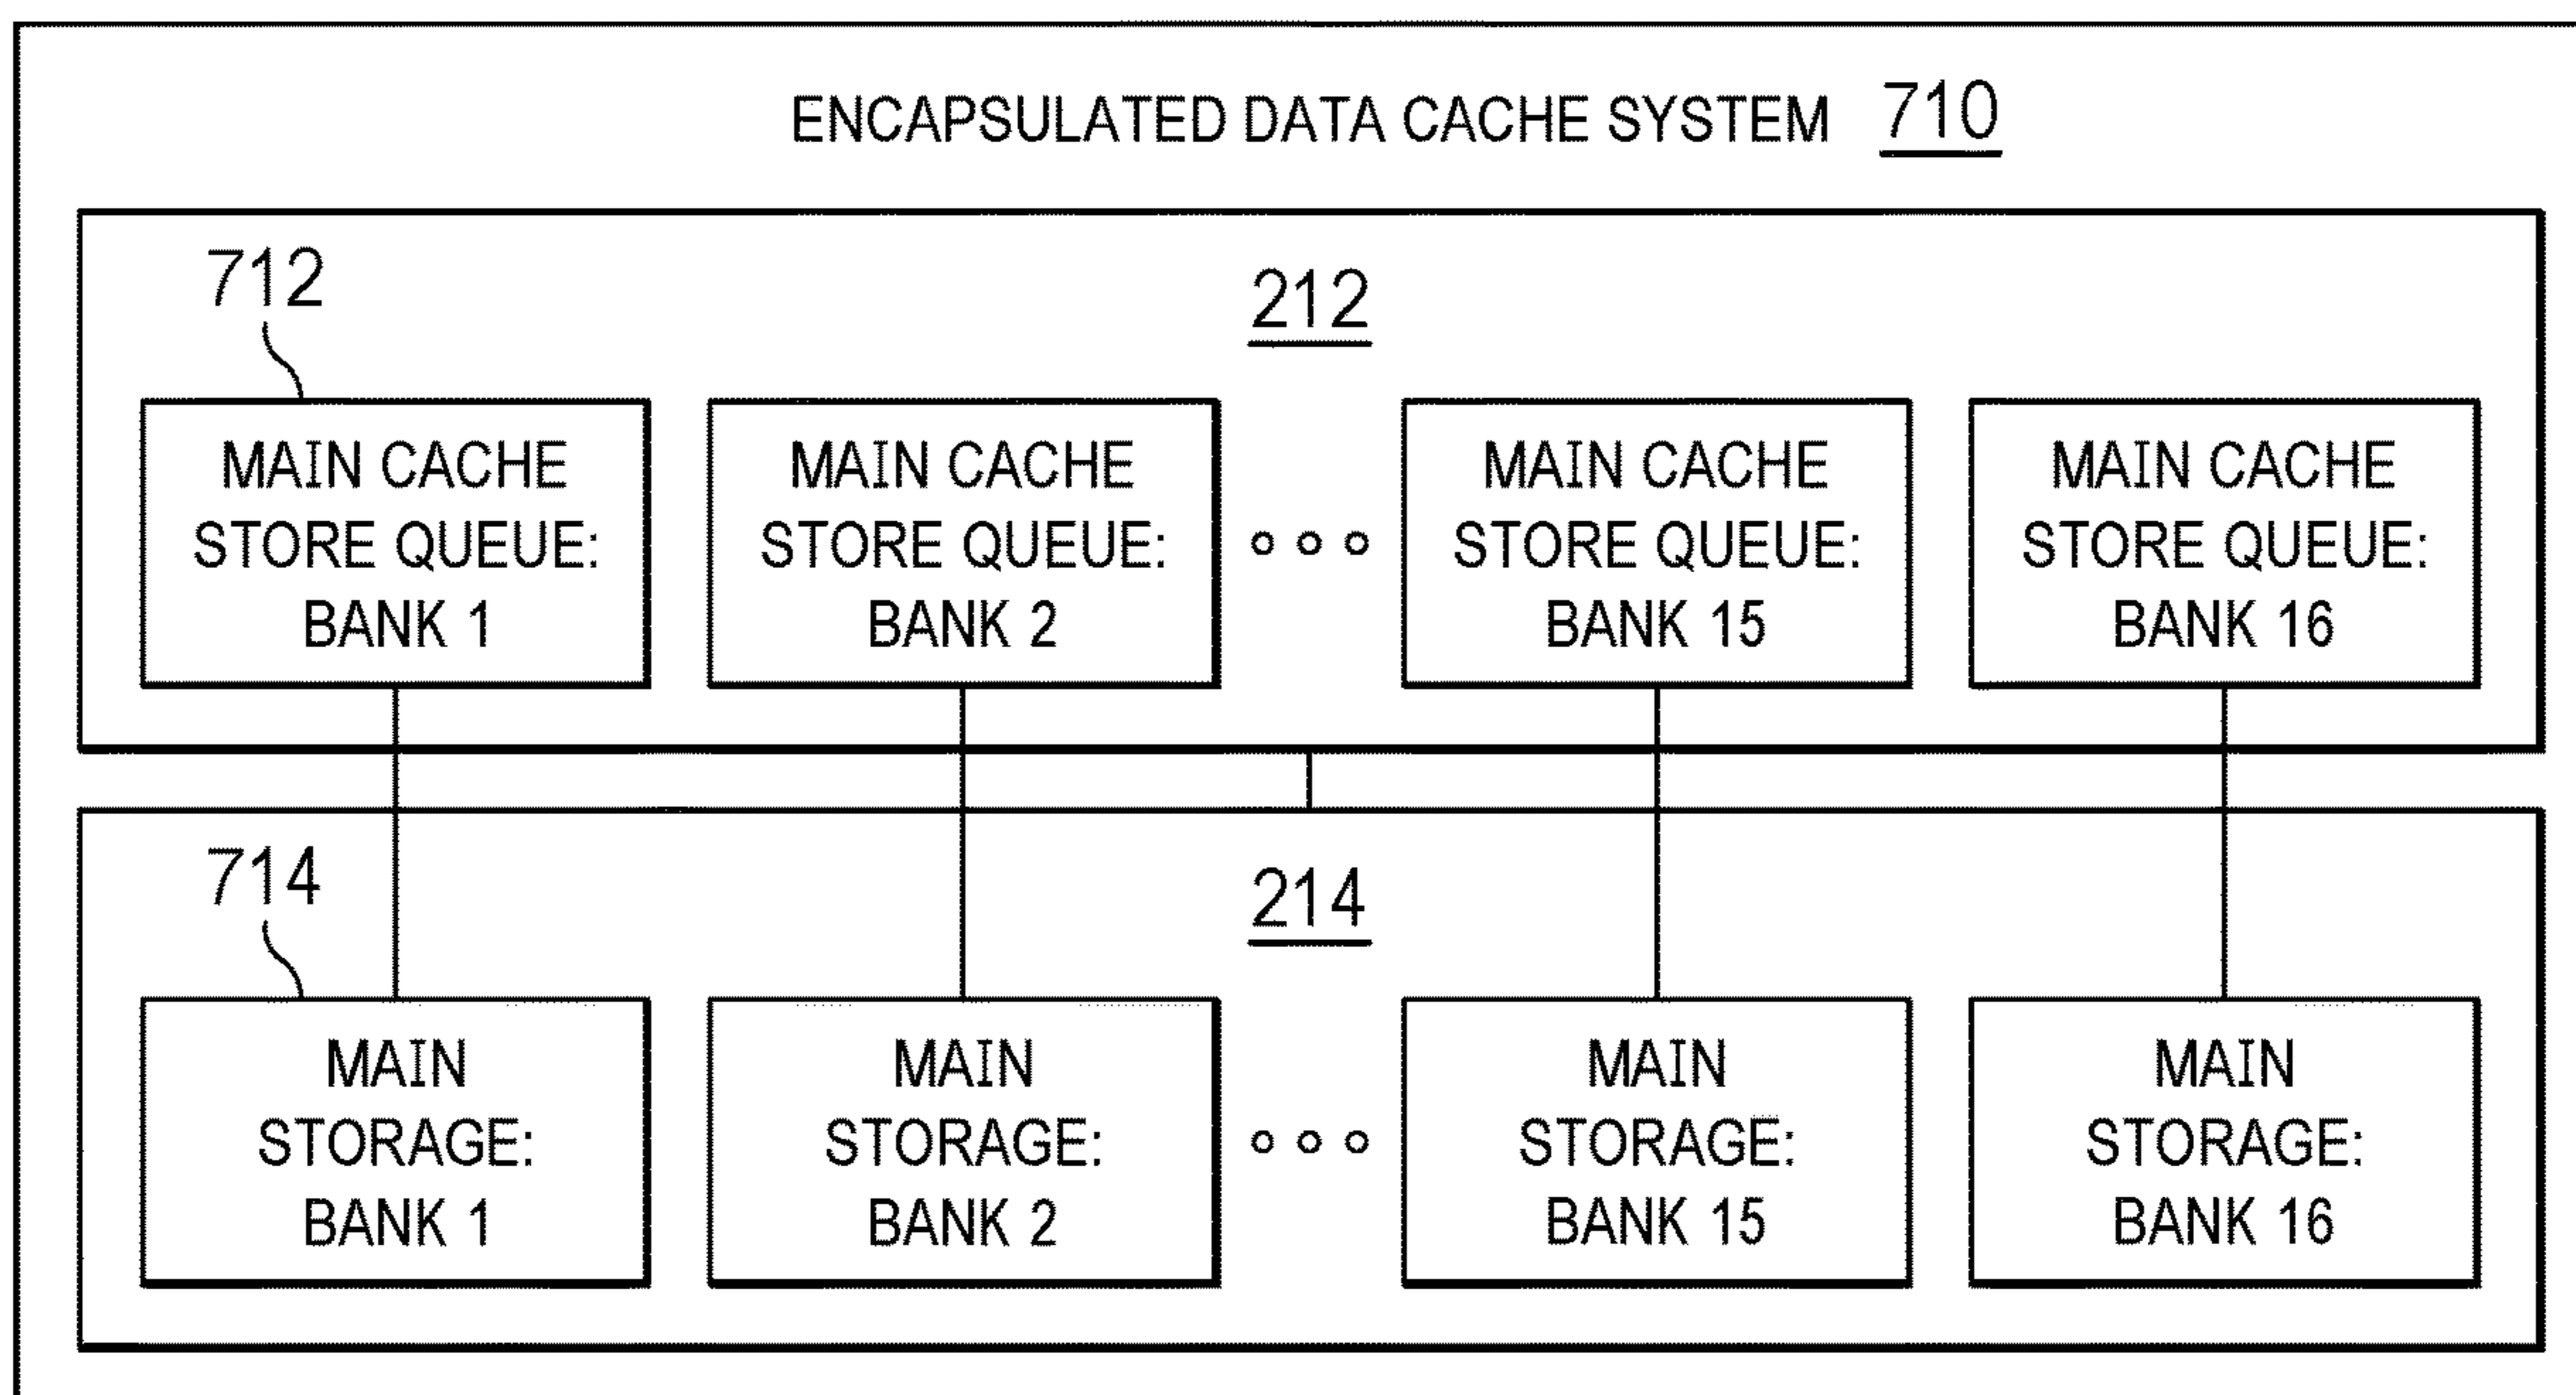 ENCAPSULATED DATA CACHE SYSTEM 710
712
212
MAIN CACHE
STORE QUEUE:
BANK 1
MAIN CACHE
STORE QUEUE:
BANK 2
MAIN CACHE
STORE QUEUE:
BANK 15
MAIN CACHE
STORE QUEUE:
BANK 16
714
214
MAIN
STORAGE:
BANK 1
MAIN
STORAGE:
BANK 2
MAIN
STORAGE:
BANK 15
MAIN
STORAGE:
BANK 16